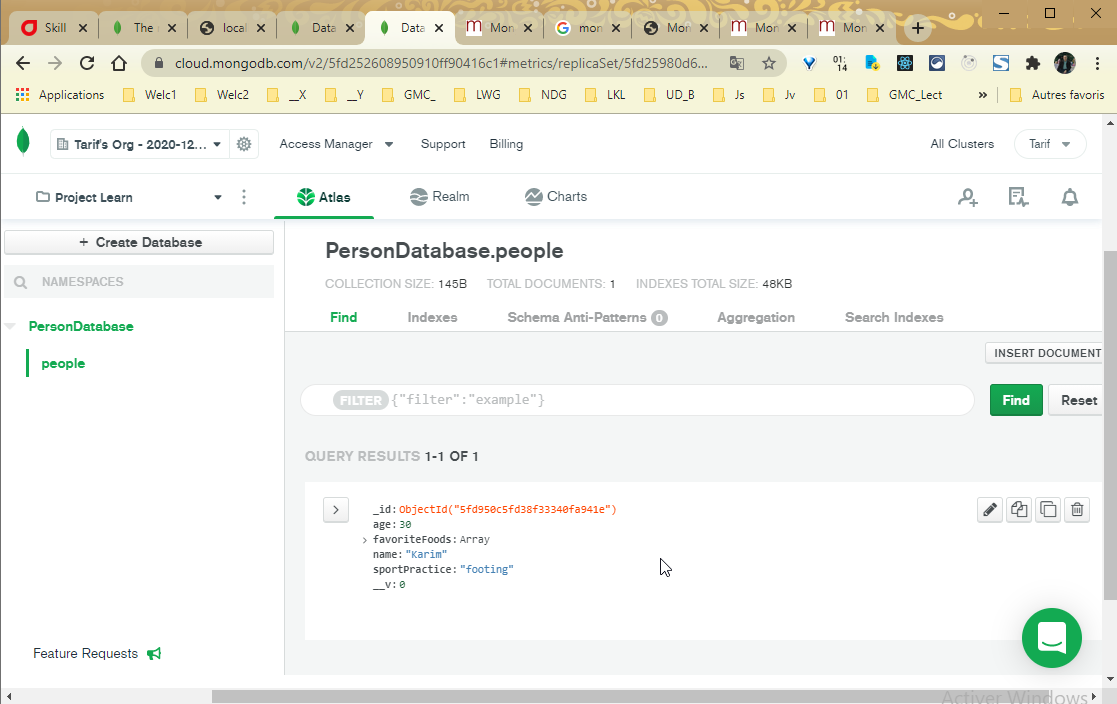 Skill
The
local
Data
Data
Mon
mon
Mon
Mon
Mon
cloud.mongodb.com/v2/5fd252608950910ff90416c1#metrics/replicaSet/5fd25980d6...
01:
14
Applications
Welc1
Welc2
__X
__Y
GMC_
LWG
NDG
LKL
UD_B
Js
Jv
01
GMC_Lect
»
Autres favoris
Tarif's Org - 2020-12...
Access Manager
Support
Billing
All Clusters
Tarif
Project Learn
Atlas
Realm
Charts
+ Create Database
NAMESPACES
PersonDatabase
people
Feature Requests
PersonDatabase.people
COLLECTION SIZE: 145B TOTAL DOCUMENTS: 1 INDEXES TOTAL SIZE: 48KB
Find Indexes Schema Anti-Patterns 0 Aggregation Search Indexes
INSERT DOCUMENT
FILTER {"filter":"example"}
Find
Reset
QUERY RESULTS 1-1 OF 1
_id:ObjectId("5fd950c5fd38f33340fa941e")
age:30
favoriteFoods:Array
name:"Karim"
sportPractice:"footing"
__v:0
Activer Windows